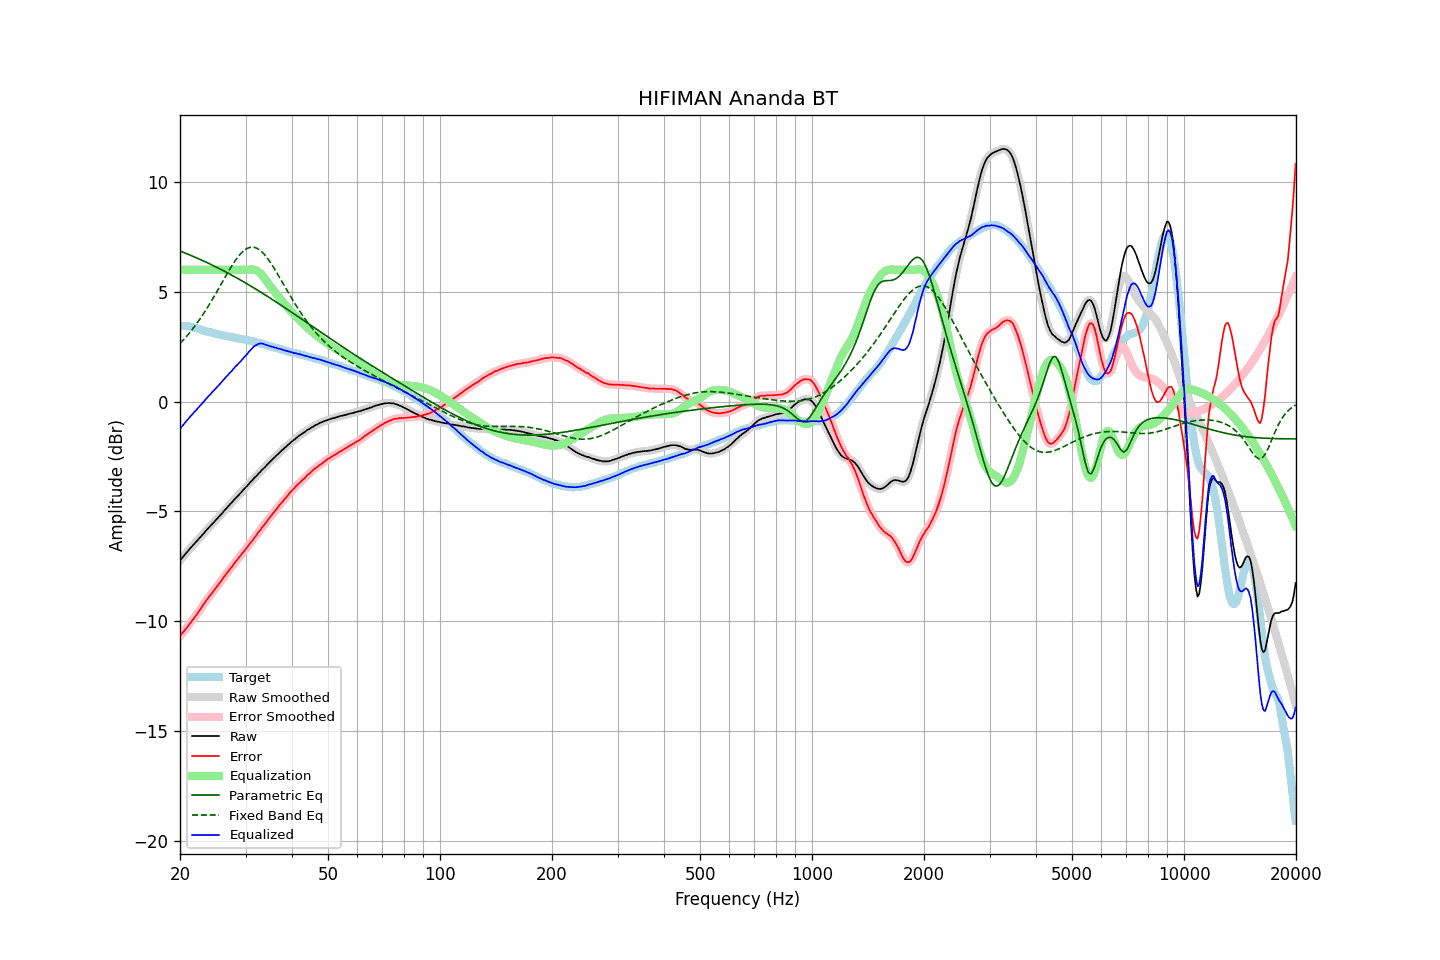 HIFIMAN Ananda BT
Amplitude (dBr)
10
5
0
−5
−10
−15
−20
Target
Raw Smoothed
Error Smoothed
Raw
Error
Equalization
Parametric Eq
Fixed Band Eq
Equalized
20
50
100
200
500
1000
2000
5000
10000
20000
Frequency (Hz)